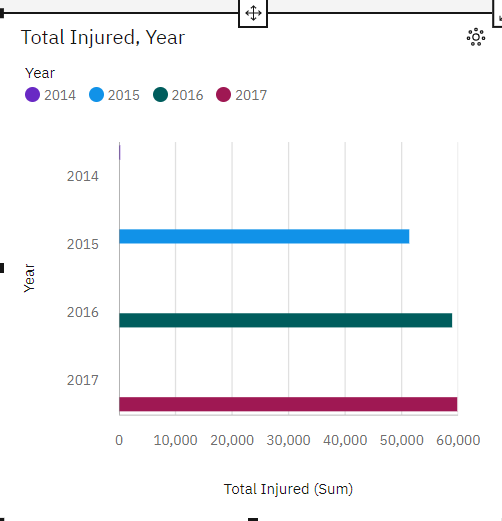 Total Injured, Year
Year
2014 2015 2016 2017
2014
2015
2016
2017
Year
0 10,000 20,000 30,000 40,000 50,000 60,000
Total Injured (Sum)